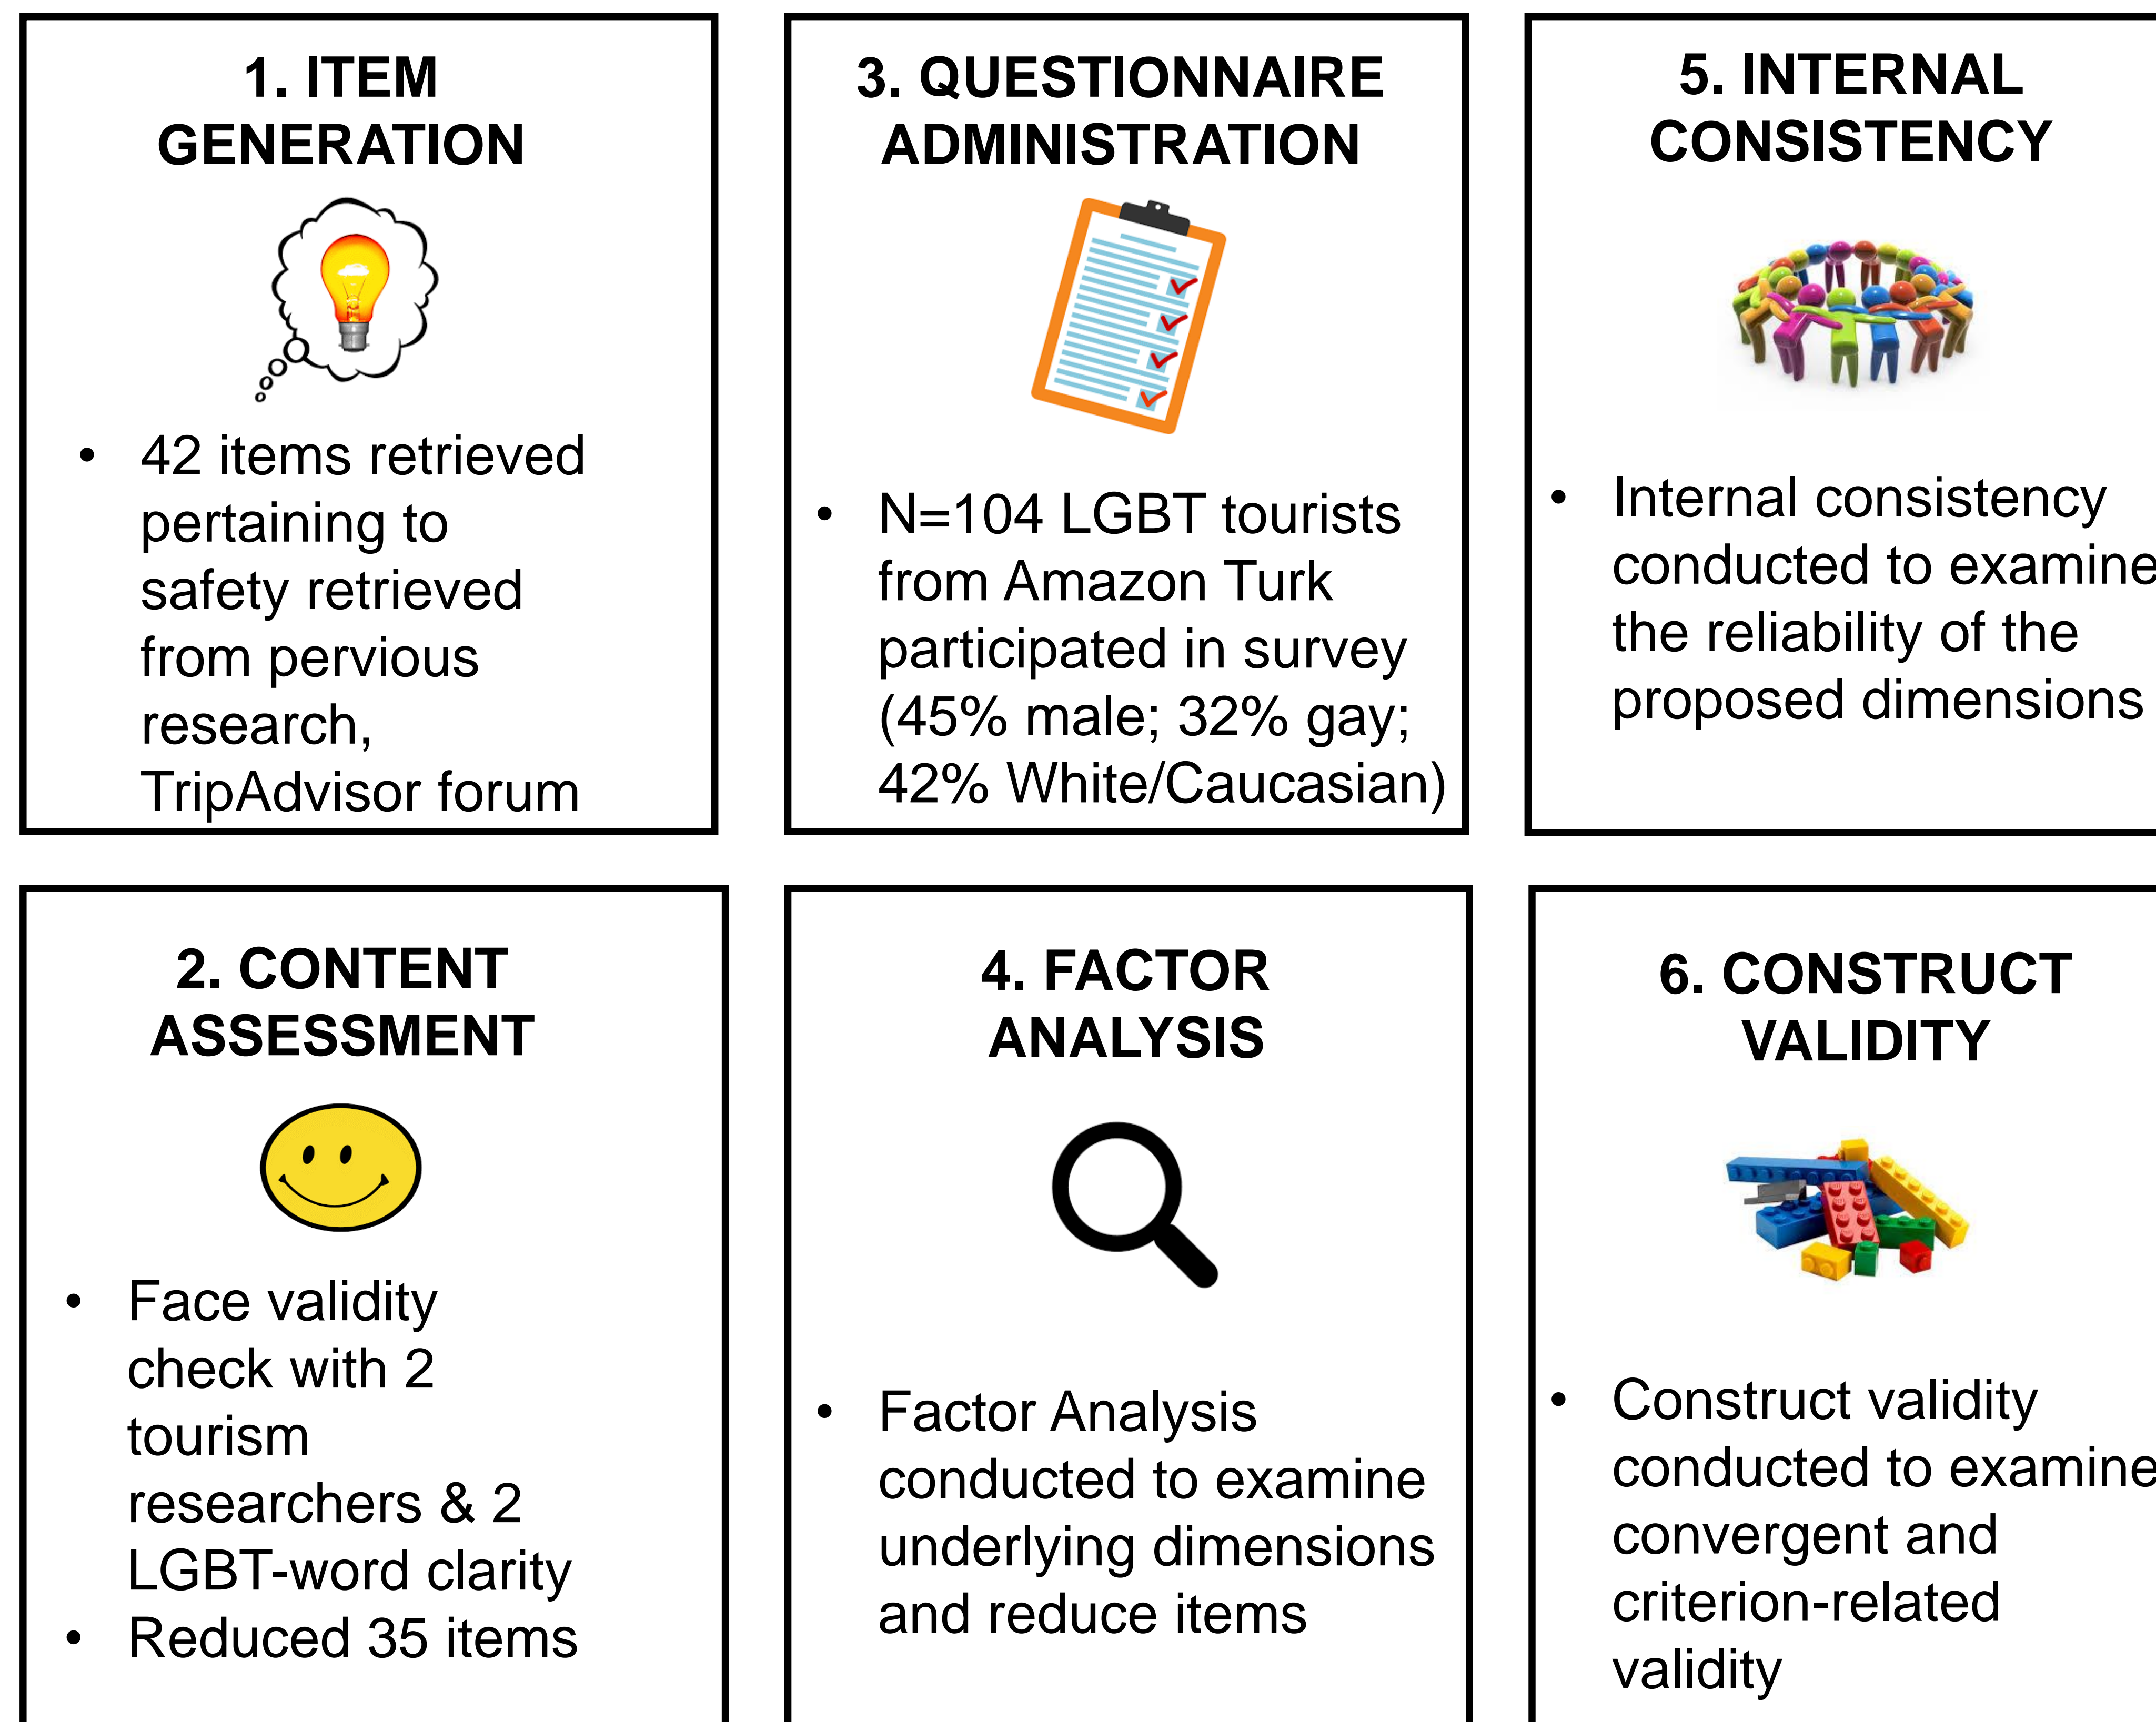 1. ITEM
GENERATION
• 42 items retrieved
pertaining to
safety retrieved
from pervious
research,
TripAdvisor forum
2. CONTENT
ASSESSMENT
• Face validity
check with 2
tourism
researchers & 2
LGBT-word clarity
• Reduced 35 items
3. QUESTIONNAIRE
ADMINISTRATION
• N=104 LGBT tourists
from Amazon Turk
participated in survey
(45% male; 32% gay;
42% White/Caucasian)
4. FACTOR
ANALYSIS
• Factor Analysis
conducted to examine
underlying dimensions
and reduce items
5. INTERNAL
CONSISTENCY
• Internal consistency
conducted to examine
the reliability of the
proposed dimensions
6. CONSTRUCT
VALIDITY
• Construct validity
conducted to examine
convergent and
criterion-related
validity